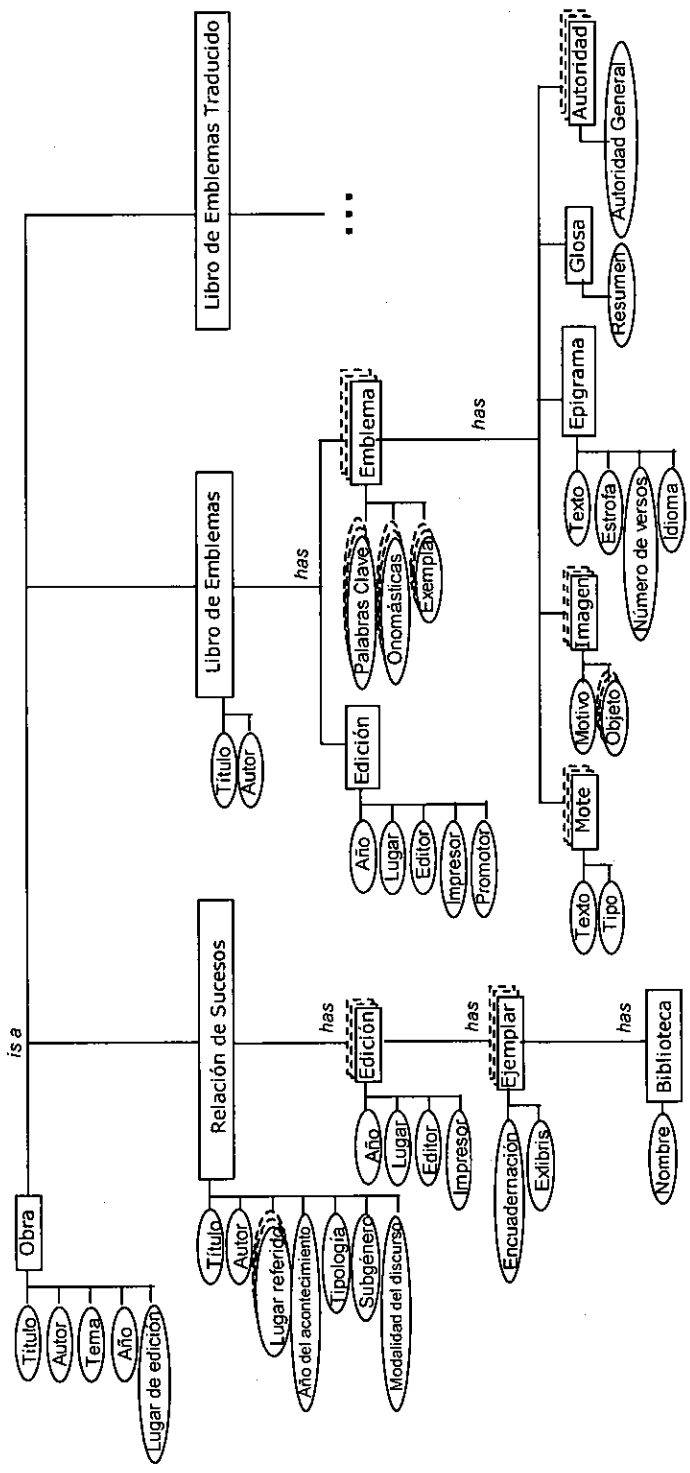 Obra
Título
Autor
Tema
Año
Lugar de edición
is a
Relación de Sucesos
Título
Autor
Lugar referido
Año del acontecimiento
Tipología
Subgénero
Modalidad del discurso
has
Edición
Año
Lugar
Editor
Impresor
has
Ejemplar
Encuadernación
Exlibris
has
Biblioteca
Nombre
Libro de Emblemas
Título
Autor
has
Edición
Año
Lugar
Editor
Impresor
Promotor
Emblema
Palabras Clave
Onomásticas
Exempla
has
Mote
Texto
Tipo
Imagen
Motivo
Objeto
Epigrama
Texto
Estrofa
Número de versos
Idioma
Glosa
Resumen
Autoridad
Autoridad General
Libro de Emblemas Traducido
...